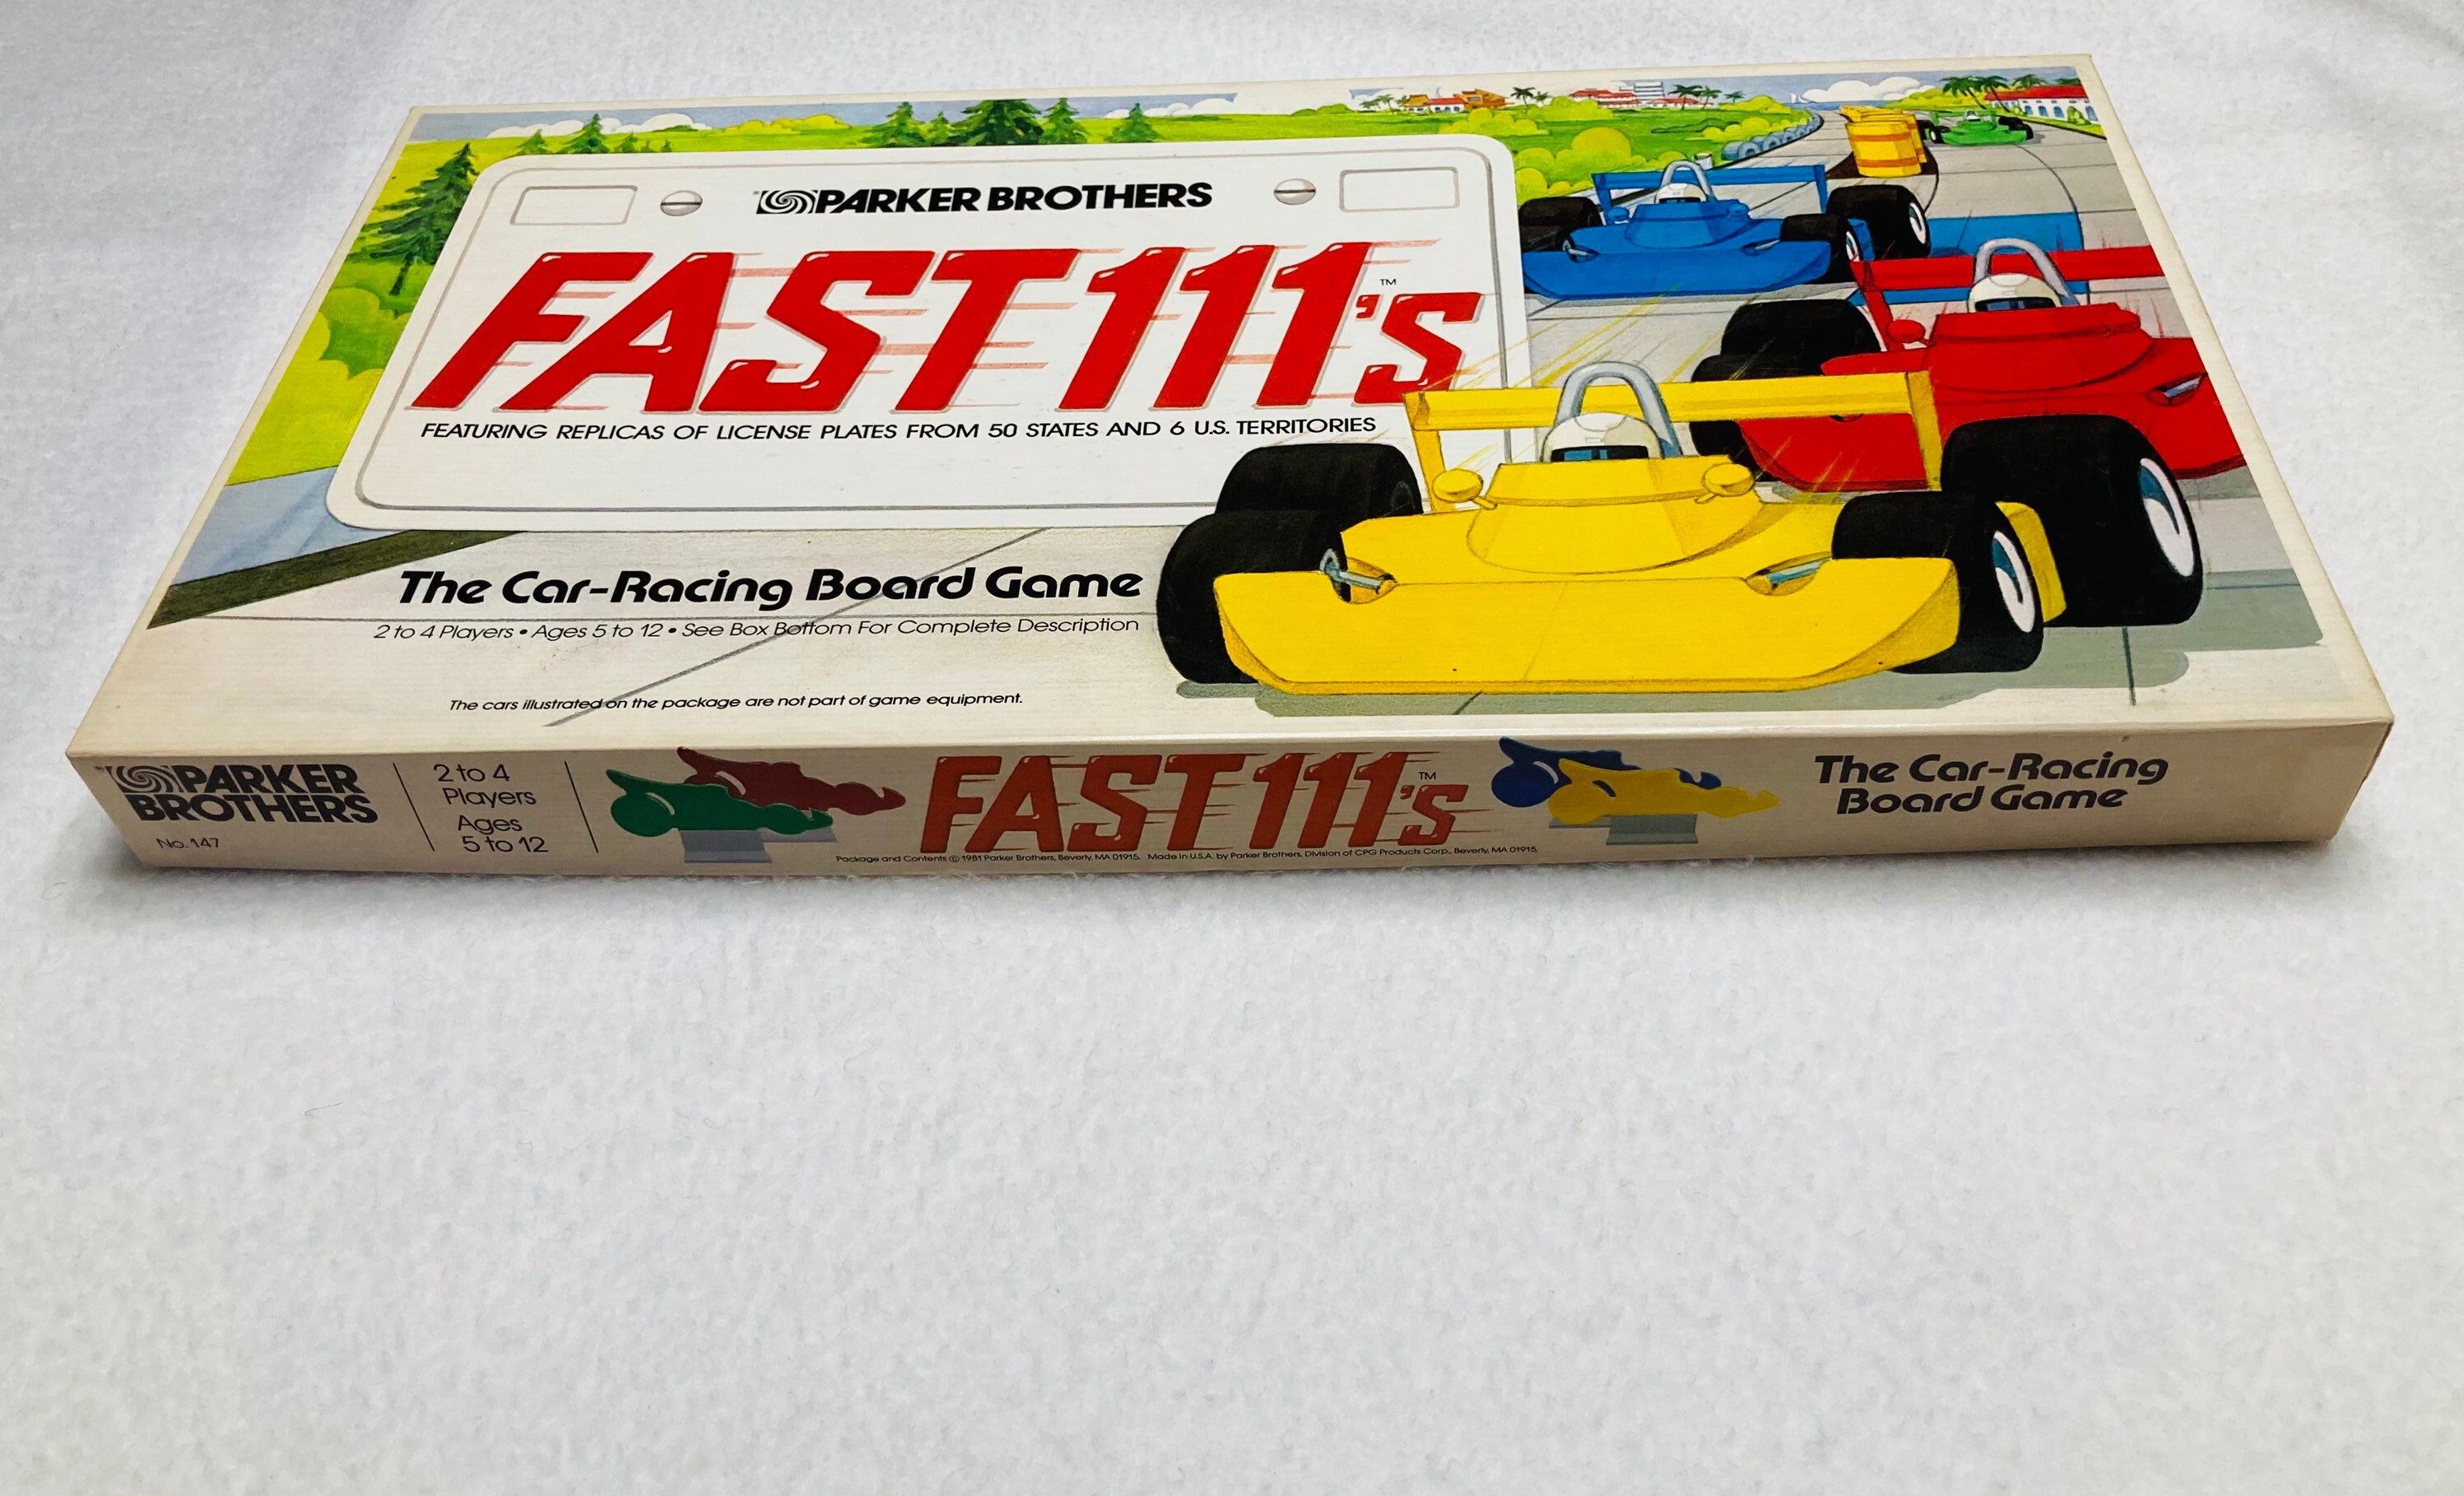 PARKER BROTHERS
FAST 111's™
FEATURING REPLICAS OF LICENSE PLATES FROM 50 STATES AND 6 U.S. TERRITORIES
The Car-Racing Board Game
2 to 4 Players • Ages 5 to 12 • See Box Bottom For Complete Description
The cars illustrated on the package are not part of game equipment.
PARKER
BROTHERS
No. 147
2 to 4
Players
Ages
5 to 12
FAST 111's™
Package and Contents © 1981 Parker Brothers, Beverly, MA 01915. Made in U.S.A. by Parker Brothers, Division of CPG Products Corp., Beverly, MA 01915.
The Car-Racing
Board Game